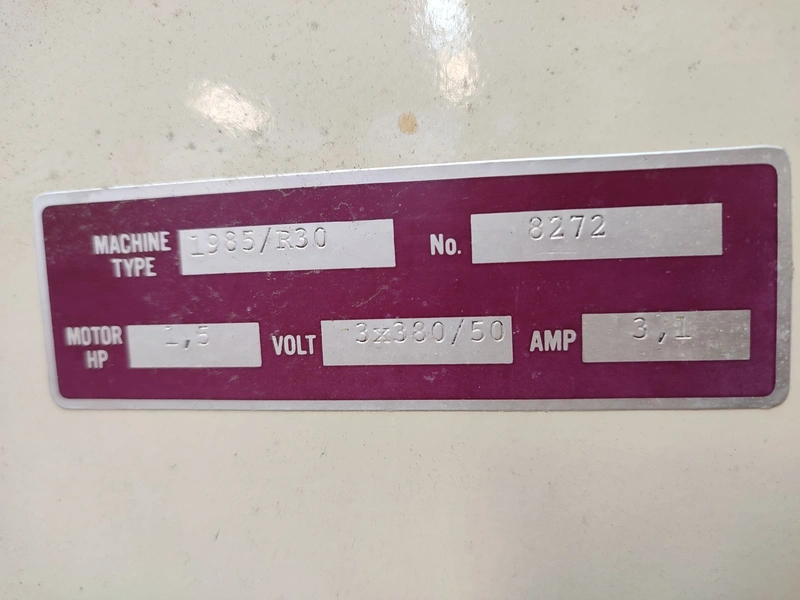 MACHINE TYPE 1985/R30 No. 8272
MOTOR HP 1,5 VOLT 3x380/50 AMP 3,1